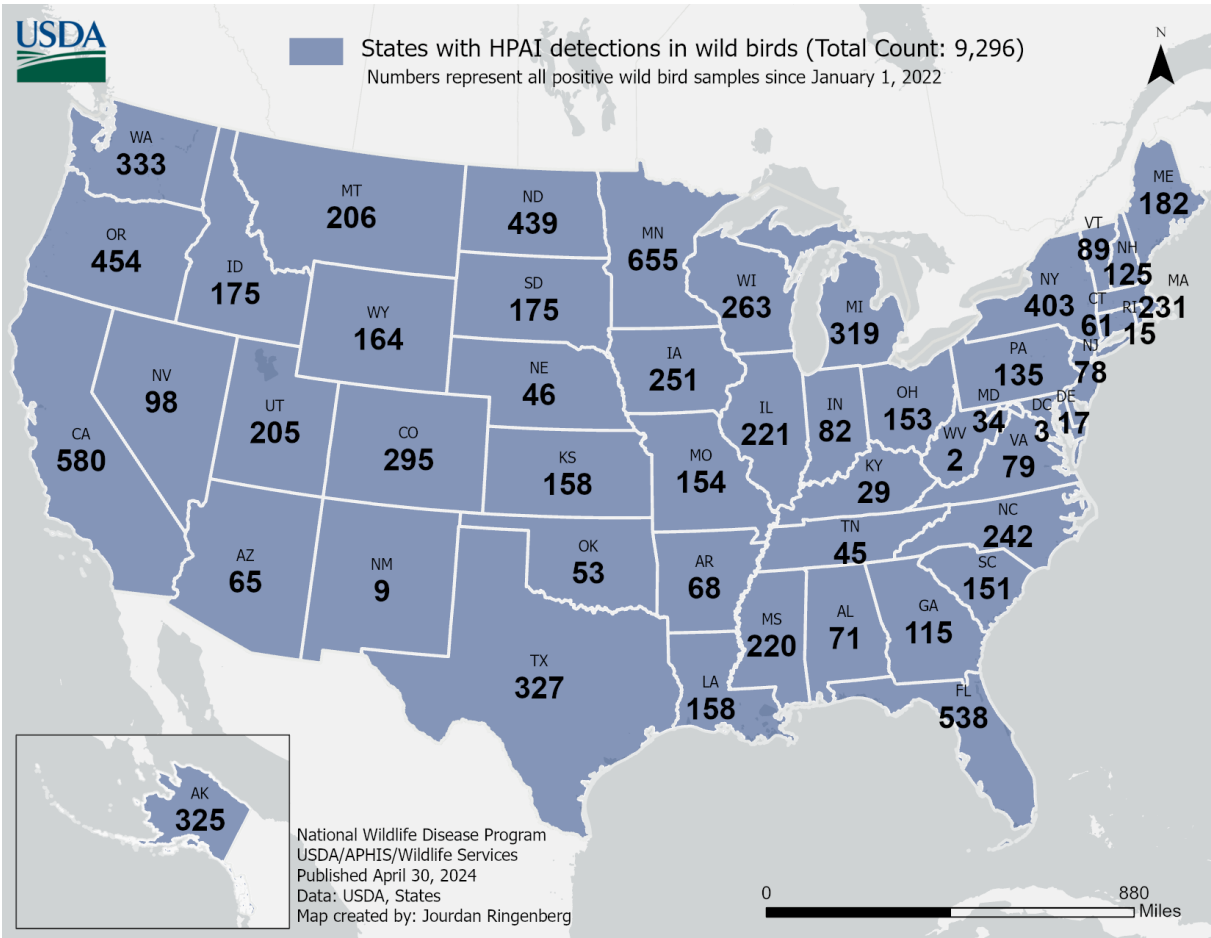 USDA
States with HPAI detections in wild birds (Total Count: 9,296)
Numbers represent all positive wild bird samples since January 1, 2022
N
WA
333
MT
206
ND
439
MN
655
ME
182
OR
454
ID
175
WY
164
SD
175
WI
263
MI
319
VT
89
NH
125
NY
403
MA
231
CT
61
RI
15
NV
98
UT
205
CO
295
NE
46
IA
251
IL
221
IN
82
OH
153
PA
135
NJ
78
MD
34
DC
3
DE
17
CA
580
KS
158
MO
154
KY
29
WV
2
VA
79
AZ
65
NM
9
OK
53
AR
68
TN
45
NC
242
SC
151
TX
327
LA
158
MS
220
AL
71
GA
115
FL
538
AK
325
National Wildlife Disease Program
USDA/APHIS/Wildlife Services
Published April 30, 2024
Data: USDA, States
Map created by: Jourdan Ringenberg
0
880
Miles